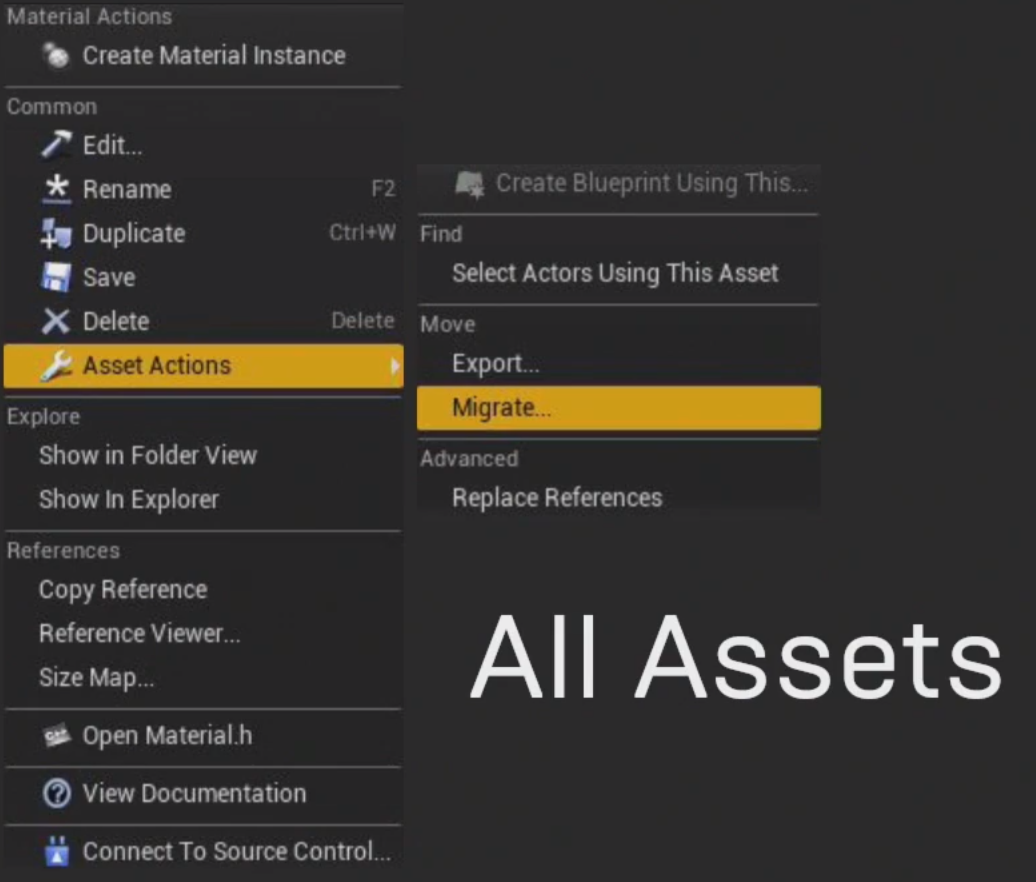 Material Actions
Create Material Instance
Common
Edit...
Rename F2
Duplicate Ctrl+W
Save
Delete Delete
Asset Actions
Explore
Show in Folder View
Show In Explorer
References
Copy Reference
Reference Viewer...
Size Map...
Open Material.h
View Documentation
Connect To Source Control...
Create Blueprint Using This...
Find
Select Actors Using This Asset
Move
Export...
Migrate...
Advanced
Replace References
All Assets